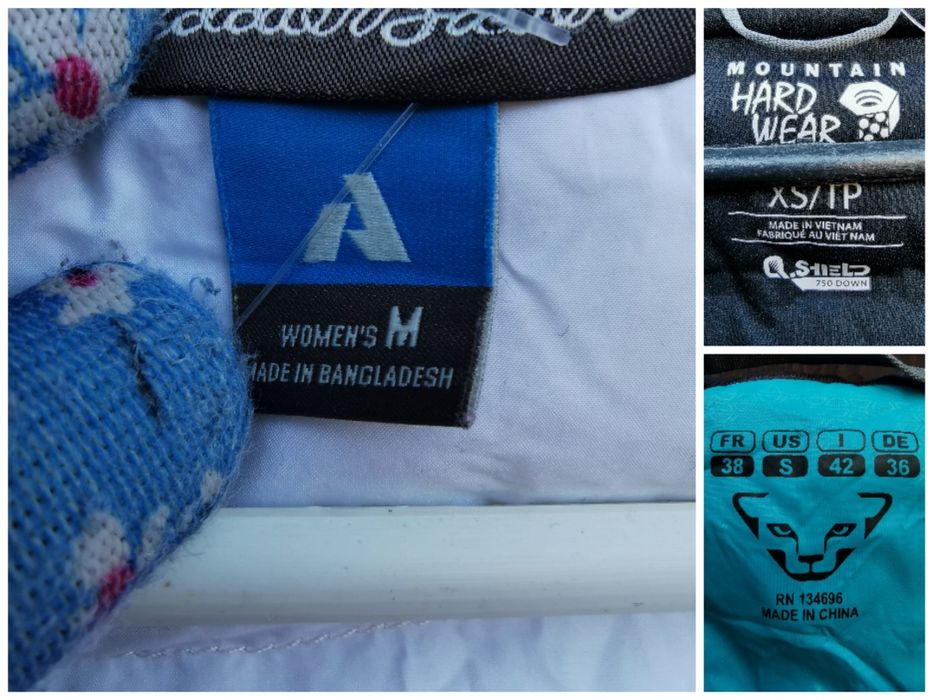 WOMEN'S M
MADE IN BANGLADESH
MOUNTAIN
HARD
WEAR
XS/TP
MADE IN VIETNAM
FABRIQUÉ AU VIET NAM
Q.SHIELD
750 DOWN
FR US I DE
38 S 42 36
RN 134696
MADE IN CHINA